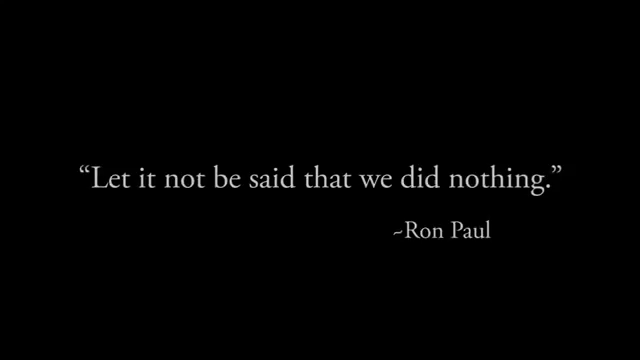 “Let it not be said that we did nothing.”
~Ron Paul